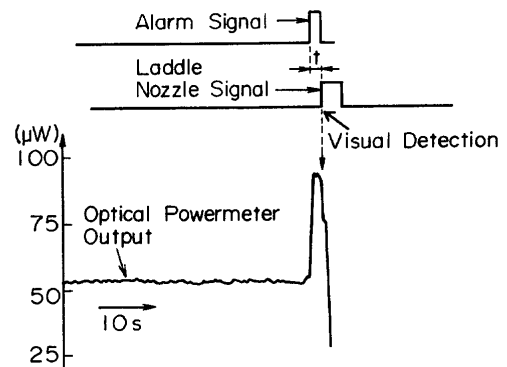 Alarm Signal
t
Laddle
Nozzle Signal
Visual Detection
(μW)
100
75
50
25
Optical Powermeter
Output
10s